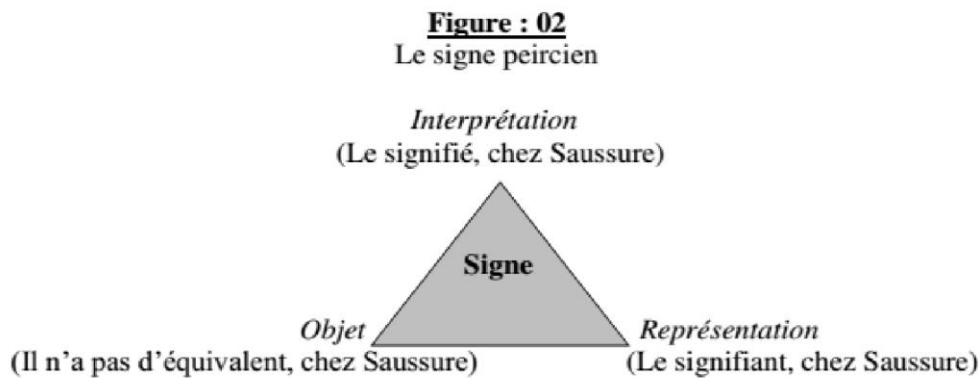 Figure : 02
Le signe peircien
Interprétation
(Le signifié, chez Saussure)
Signe
Objet
(Il n'a pas d'équivalent, chez Saussure)
Représentation
(Le signifiant, chez Saussure)